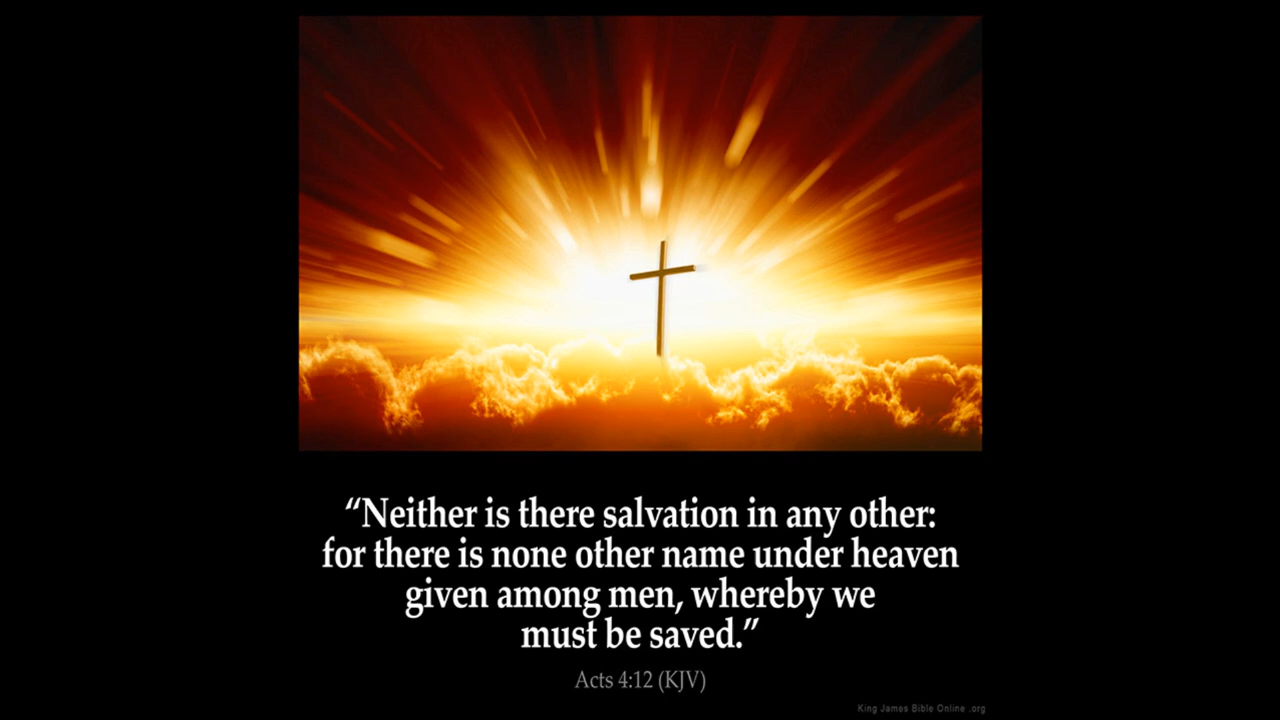 “Neither is there salvation in any other:
for there is none other name under heaven
given among men, whereby we
must be saved.”
Acts 4:12 (KJV)
King James Bible Online .org